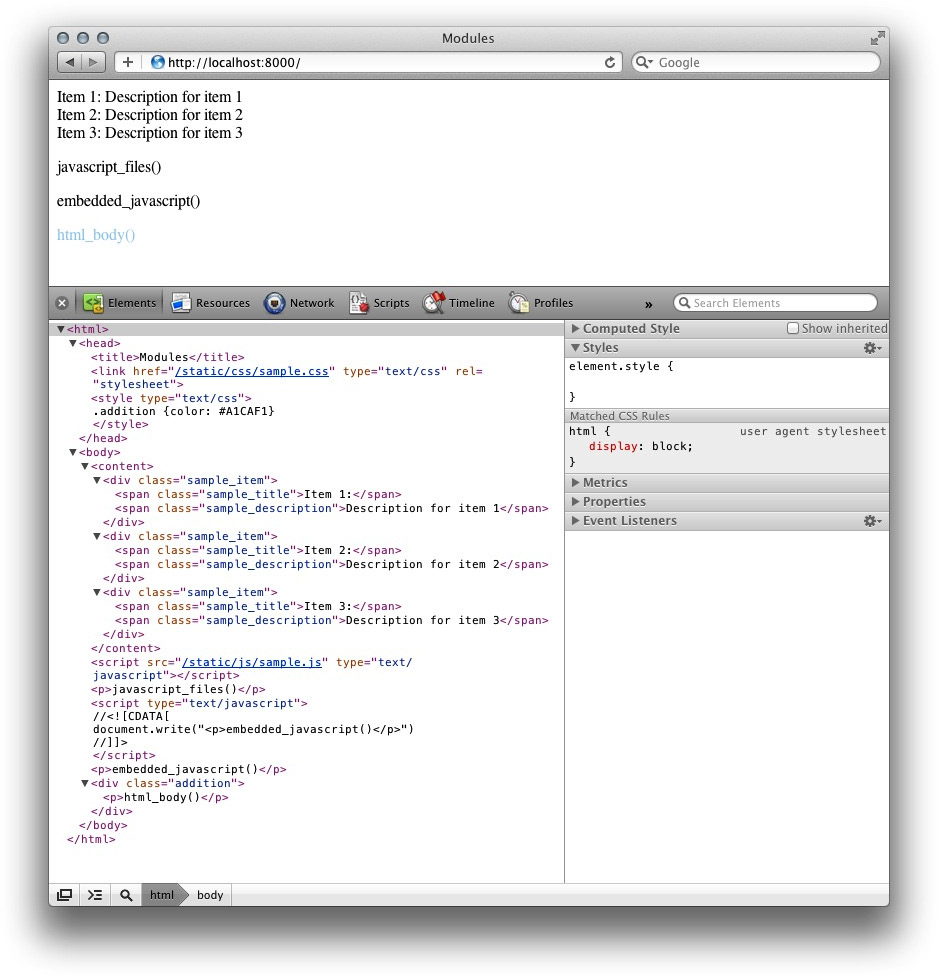 Modules
http://localhost:8000/
Google
Item 1: Description for item 1
Item 2: Description for item 2
Item 3: Description for item 3
javascript_files()
embedded_javascript()
html_body()
Elements Resources Network Scripts Timeline Profiles » Search Elements
<html>
<head>
<title>Modules</title>
<link href="/static/css/sample.css" type="text/css" rel=
"stylesheet">
<style type="text/css">
.addition {color: #A1CAF1}
</style>
</head>
<body>
<content>
<div class="sample_item">
<span class="sample_title">Item 1:</span>
<span class="sample_description">Description for item 1</span>
</div>
<div class="sample_item">
<span class="sample_title">Item 2:</span>
<span class="sample_description">Description for item 2</span>
</div>
<div class="sample_item">
<span class="sample_title">Item 3:</span>
<span class="sample_description">Description for item 3</span>
</div>
</content>
<script src="/static/js/sample.js" type="text/
javascript"></script>
<p>javascript_files()</p>
<script type="text/javascript">
//<![CDATA[
document.write("<p>embedded_javascript()</p>")
//]]>
</script>
<p>embedded_javascript()</p>
<div class="addition">
<p>html_body()</p>
</div>
</body>
</html>
Computed Style Show inherited
Styles
element.style {
}
Matched CSS Rules
html { user agent stylesheet
display: block;
}
Metrics
Properties
Event Listeners
html body